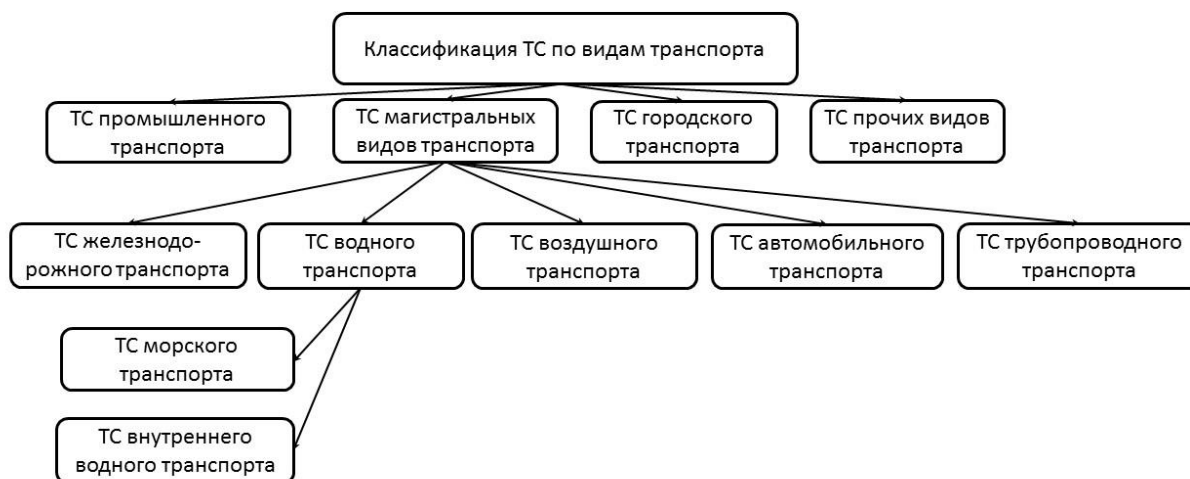 Классификация ТС по видам транспорта
ТС промышленного
транспорта
ТС магистральных
видов транспорта
ТС городского
транспорта
ТС прочих видов
транспорта
ТС железнодо-
рожного транспорта
ТС водного
транспорта
ТС воздушного
транспорта
ТС автомобильного
транспорта
ТС трубопроводного
транспорта
ТС морского
транспорта
ТС внутреннего
водного транспорта